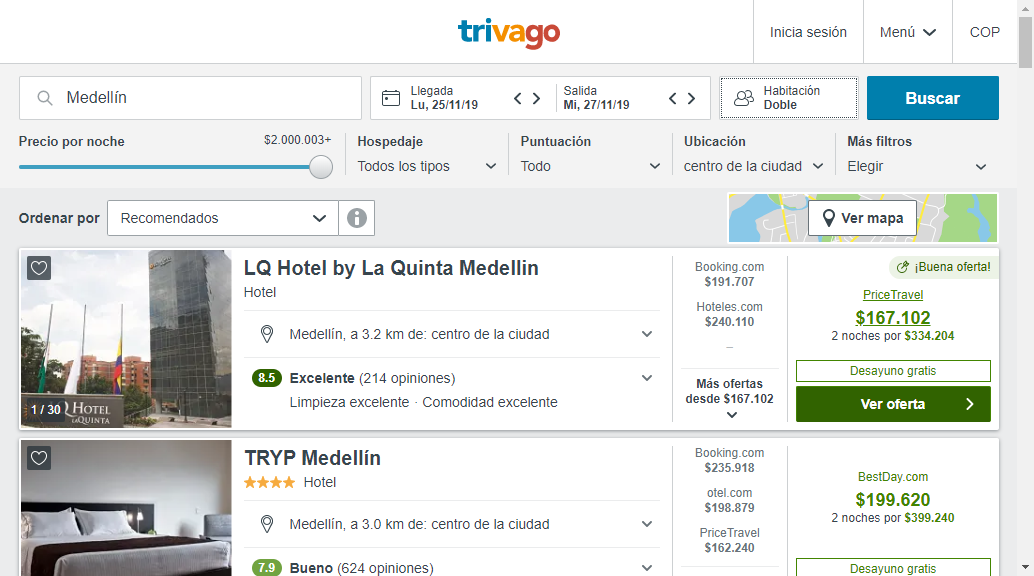 trivago
Inicia sesión
Menú
COP
Medellín
Llegada
Lu, 25/11/19
Salida
Mi, 27/11/19
Habitación
Doble
Buscar
Precio por noche
$2.000.003+
Hospedaje
Todos los tipos
Puntuación
Todo
Ubicación
centro de la ciudad
Más filtros
Elegir
Ordenar por
Recomendados
Ver mapa
1 / 30
HOTEL
LAQUINTA
LQ Hotel by La Quinta Medellin
Hotel
Medellín, a 3.2 km de: centro de la ciudad
8.5 Excelente (214 opiniones)
Limpieza excelente · Comodidad excelente
Booking.com
$191.707
Hoteles.com
$240.110
–
Más ofertas
desde $167.102
¡Buena oferta!
PriceTravel
$167.102
2 noches por $334.204
Desayuno gratis
Ver oferta
TRYP Medellín
Hotel
Medellín, a 3.0 km de: centro de la ciudad
7.9 Bueno (624 opiniones)
Booking.com
$235.918
otel.com
$198.879
PriceTravel
$162.240
BestDay.com
$199.620
2 noches por $399.240
Desayuno gratis